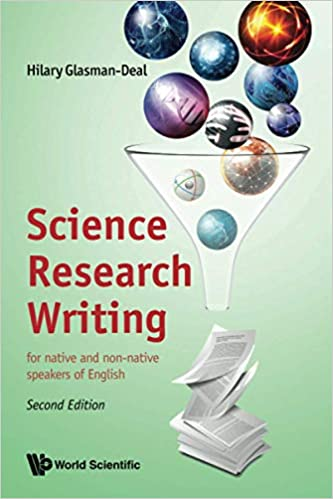 Hilary Glasman-Deal
Science
Research
Writing
for native and non-native
speakers of English
Second Edition
World Scientific